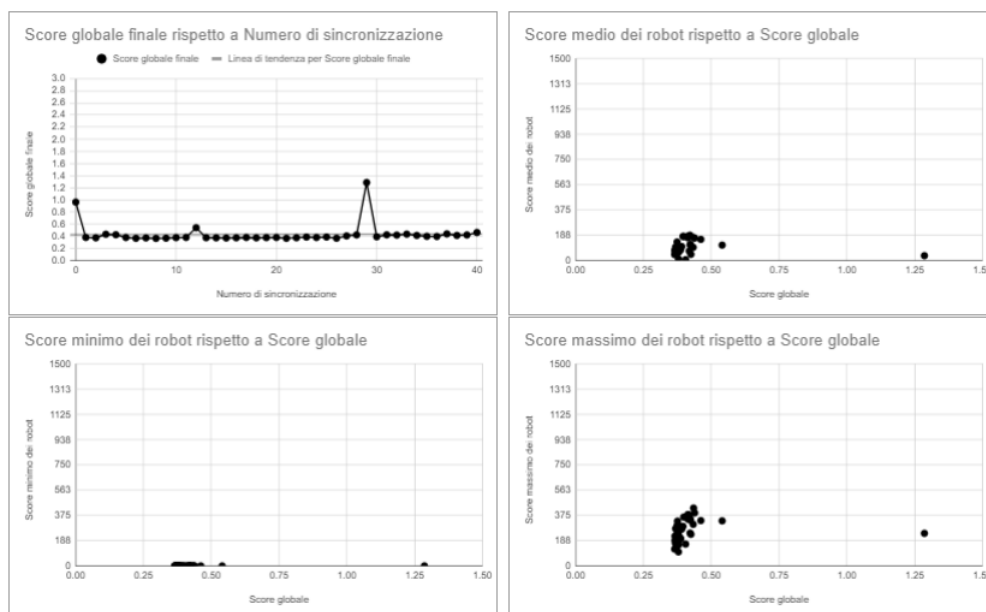 Score globale finale rispetto a Numero di sincronizzazione
Score globale finale
Linea di tendenza per Score globale finale
Score globale finale
3.0
2.8
2.6
2.4
2.2
2.0
1.8
1.6
1.4
1.2
1.0
0.8
0.6
0.4
0.2
0.0
0 10 20 30 40
Numero di sincronizzazione
Score medio dei robot rispetto a Score globale
Score medio dei robot
1500
1313
1125
938
750
563
375
188
0
0.00 0.25 0.50 0.75 1.00 1.25 1.50
Score globale
Score minimo dei robot rispetto a Score globale
Score minimo dei robot
1500
1313
1125
938
750
563
375
188
0
0.00 0.25 0.50 0.75 1.00 1.25 1.50
Score globale
Score massimo dei robot rispetto a Score globale
Score massimo dei robot
1500
1313
1125
938
750
563
375
188
0
0.00 0.25 0.50 0.75 1.00 1.25 1.50
Score globale